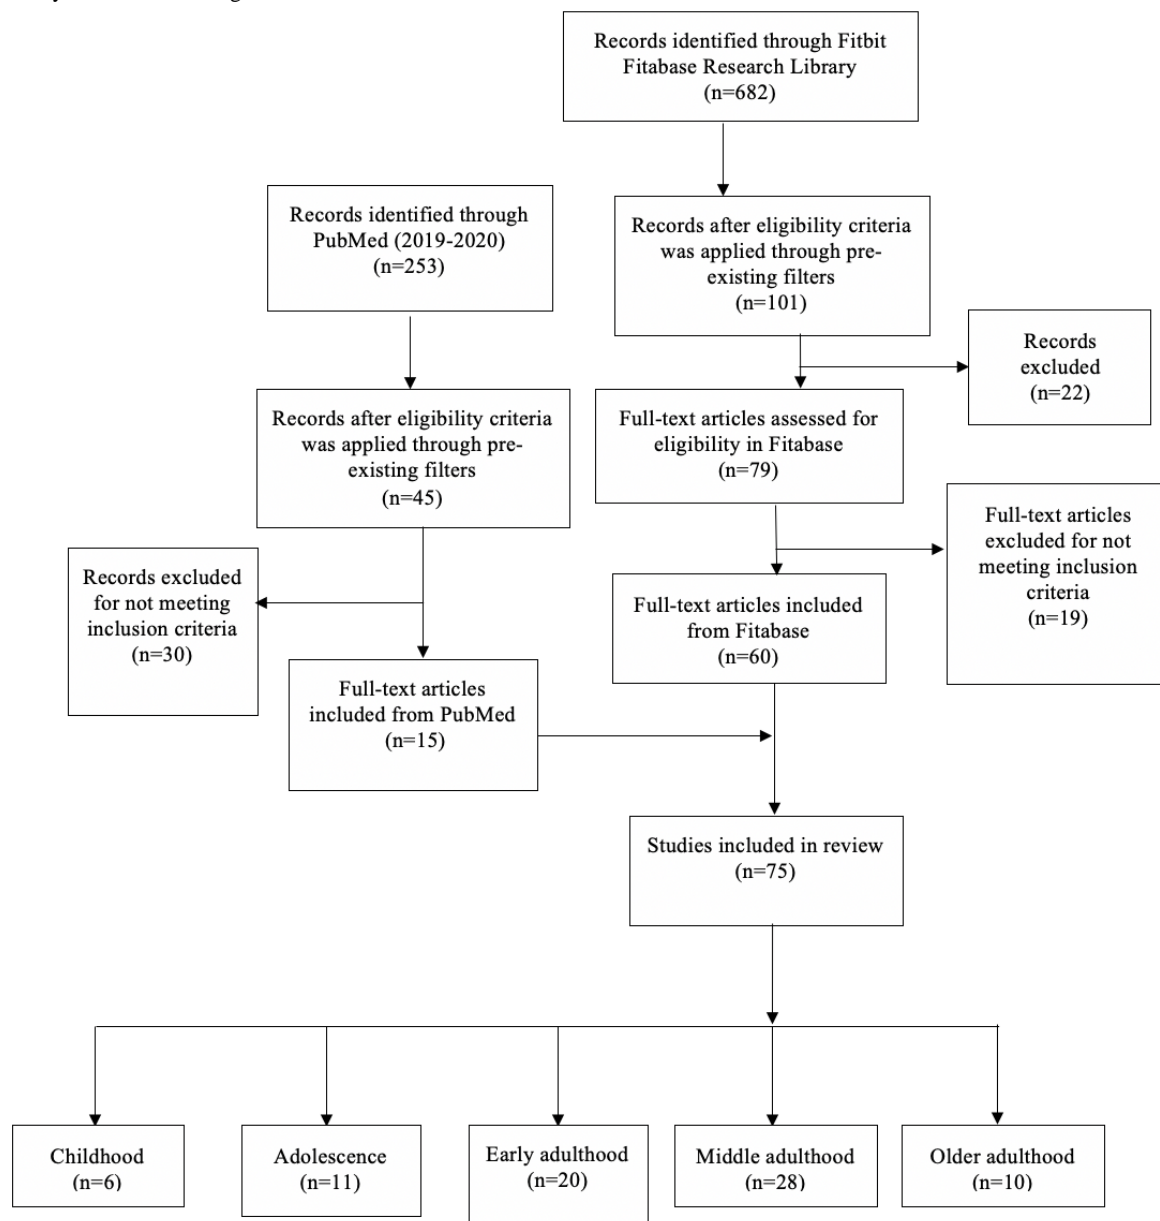 Records identified through Fitbit
Fitabase Research Library
(n=682)
Records identified through
PubMed (2019-2020)
(n=253)
Records after eligibility criteria
was applied through pre-
existing filters
(n=101)
Records
excluded
(n=22)
Records after eligibility criteria
was applied through pre-
existing filters
(n=45)
Full-text articles assessed for
eligibility in Fitabase
(n=79)
Full-text articles
excluded for not
meeting inclusion
criteria
(n=19)
Records excluded
for not meeting
inclusion criteria
(n=30)
Full-text articles included
from Fitabase
(n=60)
Full-text articles
included from PubMed
(n=15)
Studies included in review
(n=75)
Childhood
(n=6)
Adolescence
(n=11)
Early adulthood
(n=20)
Middle adulthood
(n=28)
Older adulthood
(n=10)